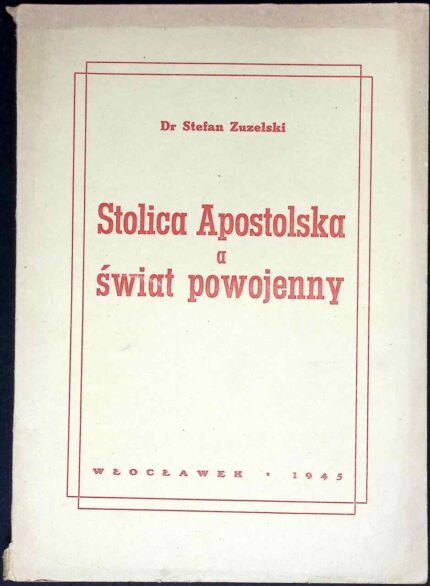 Dr Stefan Zuzelski
Stolica Apostolska
a
świat powojenny
WŁOCŁAWEK • 1945